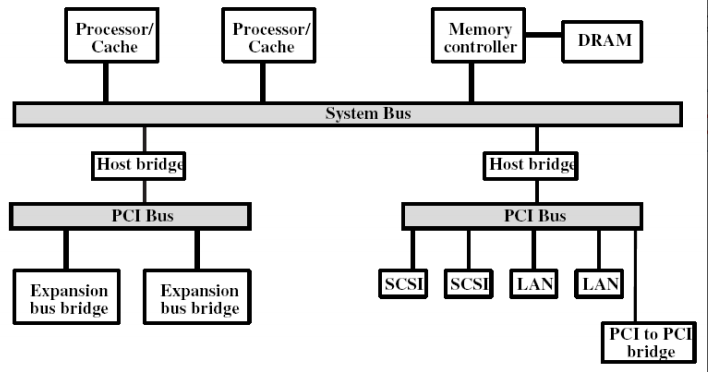 Processor/
Cache
Processor/
Cache
Memory
controller
DRAM
System Bus
Host bridge
Host bridge
PCI Bus
PCI Bus
Expansion
bus bridge
Expansion
bus bridge
SCSI
SCSI
LAN
LAN
PCI to PCI
bridge